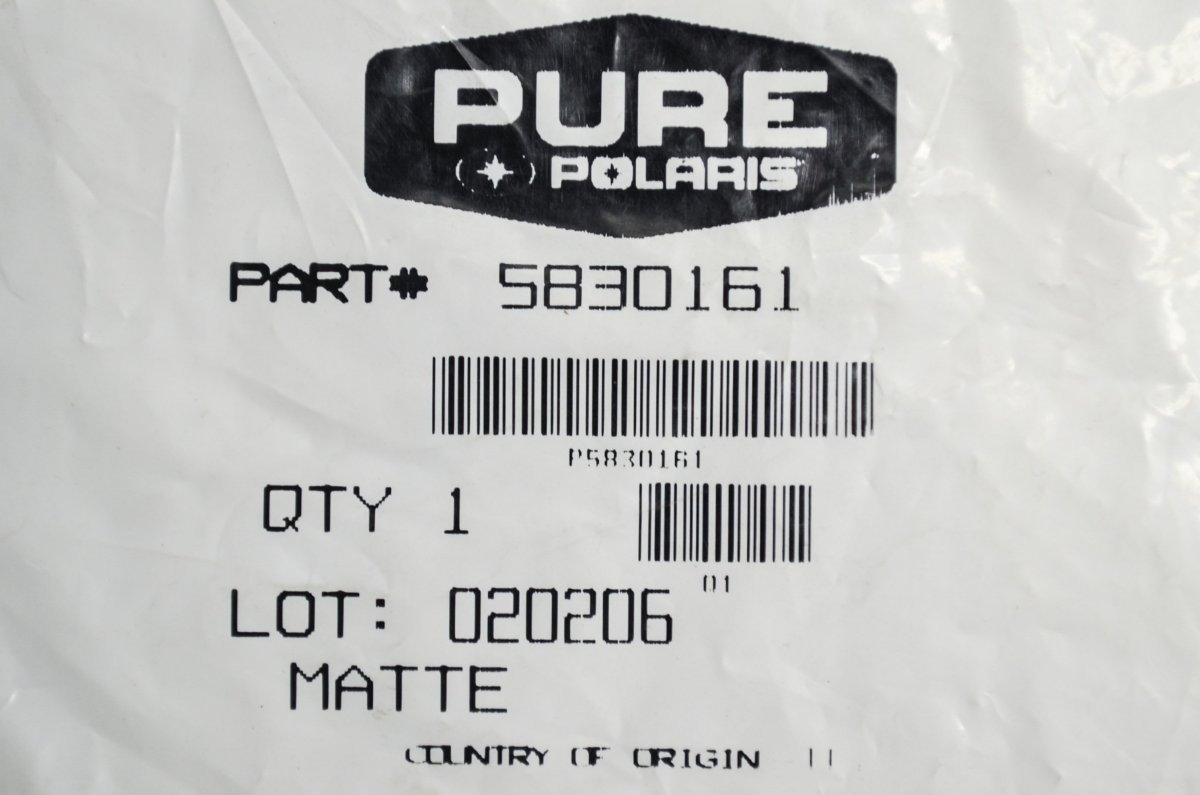 PURE
POLARIS
PART# 5830161
P5830161
QTY 1
01
LOT: 020206
MATTE
COUNTRY OF ORIGIN